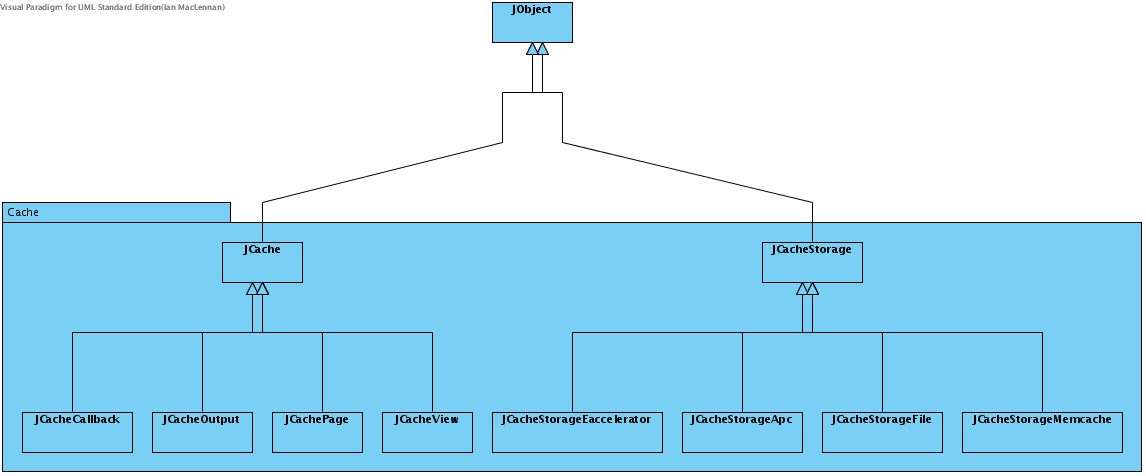 Visual Paradigm for UML Standard Edition(Ian MacLennan)
JObject
Cache
JCache
JCacheStorage
JCacheCallback
JCacheOutput
JCachePage
JCacheView
JCacheStorageEaccelerator
JCacheStorageApc
JCacheStorageFile
JCacheStorageMemcache